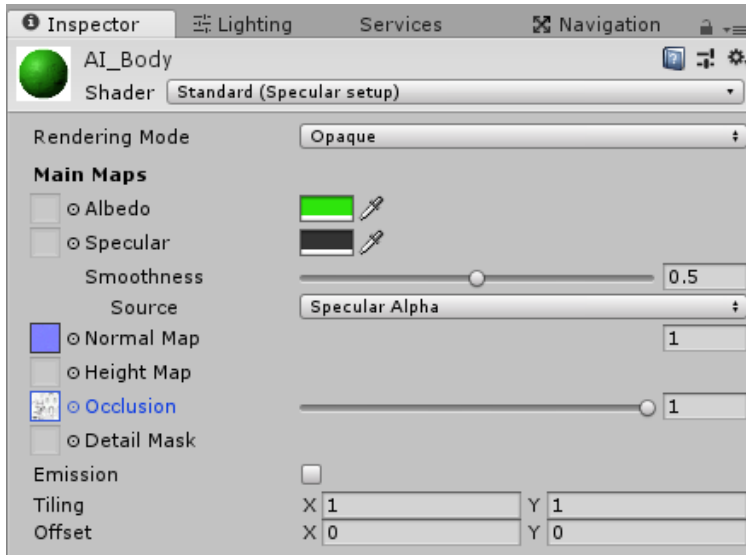 Inspector Lighting Services Navigation
AI_Body
Shader Standard (Specular setup)
Rendering Mode Opaque
Main Maps
Albedo
Specular
Smoothness 0.5
Source Specular Alpha
Normal Map 1
Height Map
Occlusion 1
Detail Mask
Emission
Tiling X 1 Y 1
Offset X 0 Y 0